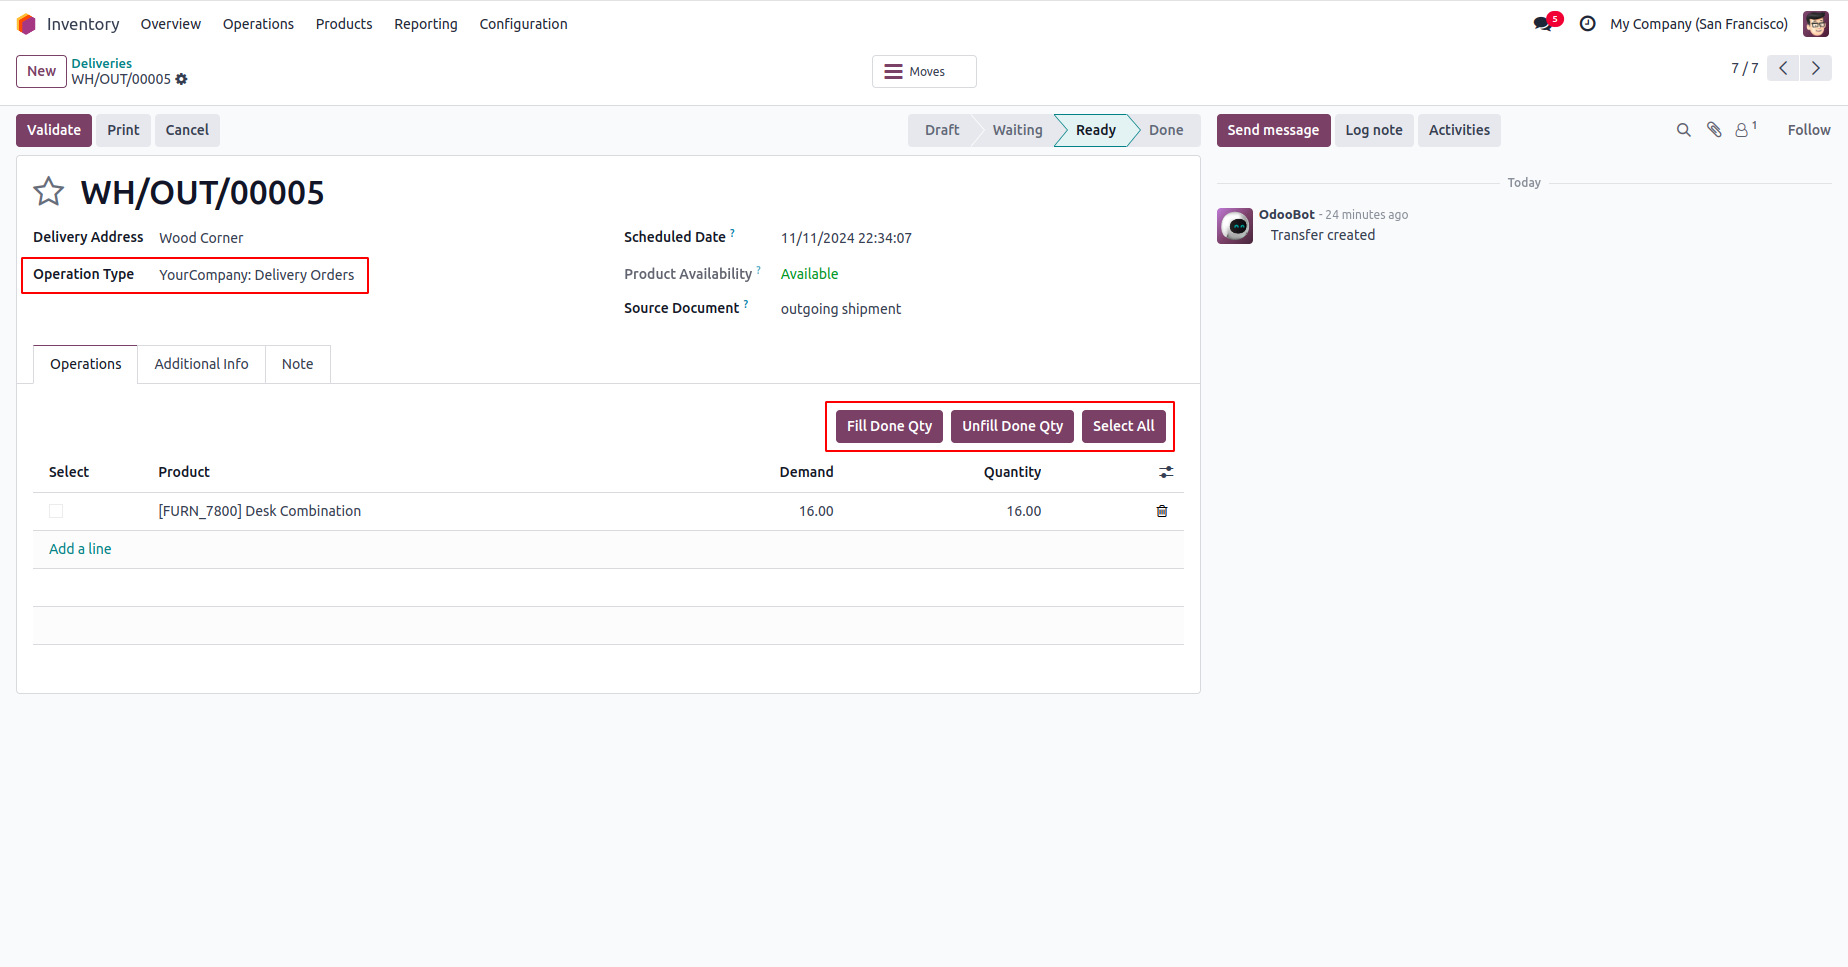 Inventory Overview Operations Products Reporting Configuration 5 My Company (San Francisco)
New Deliveries
WH/OUT/00005 Moves 7 / 7
Validate Print Cancel Draft Waiting Ready Done Send message Log note Activities 1 Follow
WH/OUT/00005
Today
OdooBot - 24 minutes ago
Transfer created
Delivery Address Wood Corner Scheduled Date ? 11/11/2024 22:34:07
Operation Type YourCompany: Delivery Orders Product Availability ? Available
Source Document ? outgoing shipment
Operations Additional Info Note
Fill Done Qty Unfill Done Qty Select All
Select Product Demand Quantity
[FURN_7800] Desk Combination 16.00 16.00
Add a line